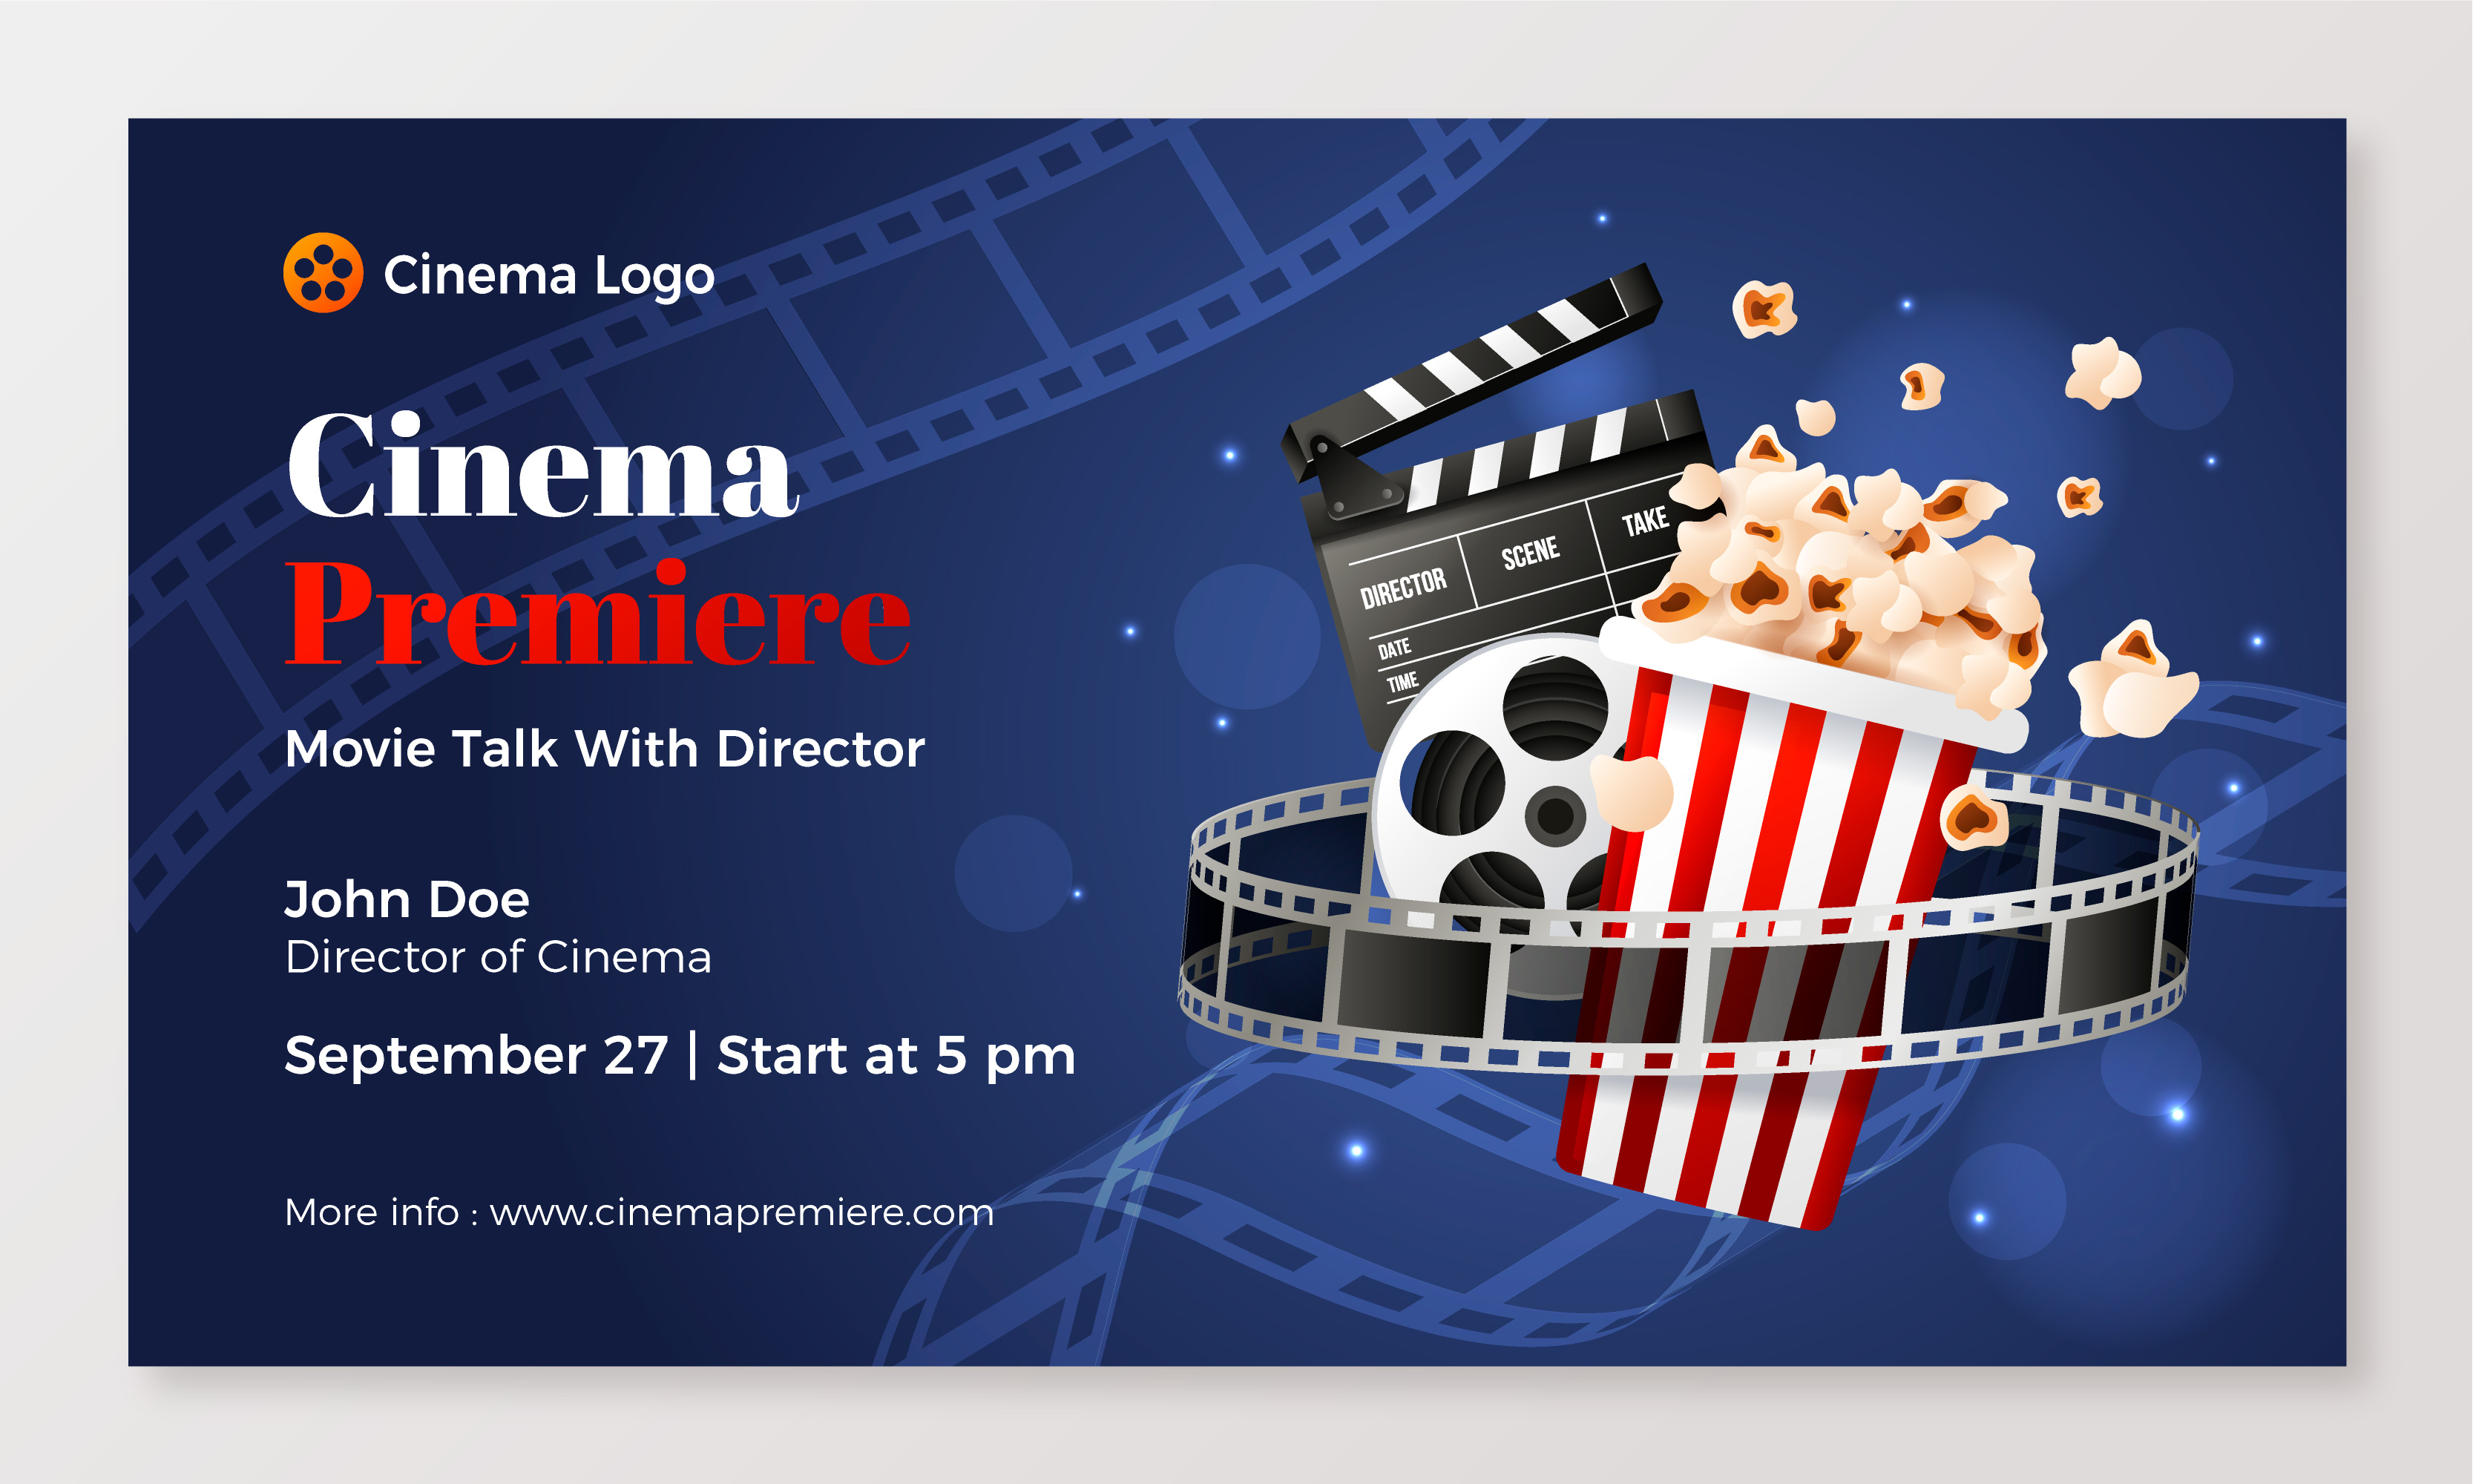 Cinema Logo
Cinema
Premiere
Movie Talk With Director
John Doe
Director of Cinema
September 27 | Start at 5 pm
More info : www.cinemapremiere.com
DIRECTOR
SCENE
TAKE
DATE
TIME